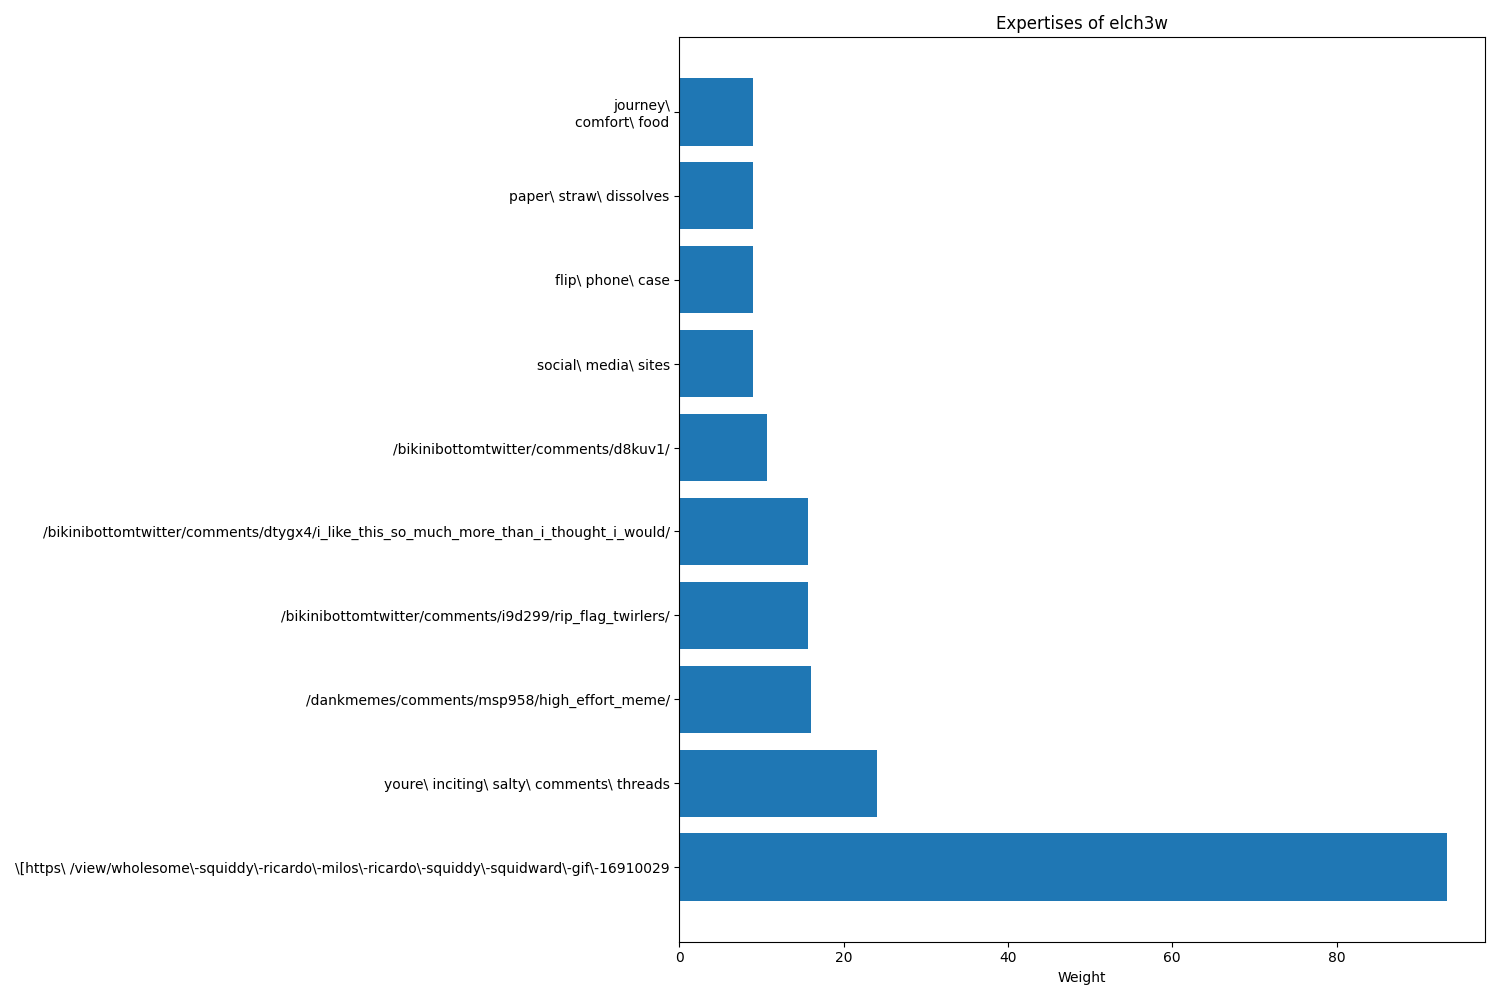 Expertises of elch3w
journey\
comfort\ food
paper\ straw\ dissolves
flip\ phone\ case
social\ media\ sites
/bikinibottomtwitter/comments/d8kuv1/
/bikinibottomtwitter/comments/dtygx4/i_like_this_so_much_more_than_i_thought_i_would/
/bikinibottomtwitter/comments/i9d299/rip_flag_twirlers/
/dankmemes/comments/msp958/high_effort_meme/
youre\ inciting\ salty\ comments\ threads
\[https\ /view/wholesome\-squiddy\-ricardo\-milos\-ricardo\-squiddy\-squidward\-gif\-16910029
0 20 40 60 80
Weight